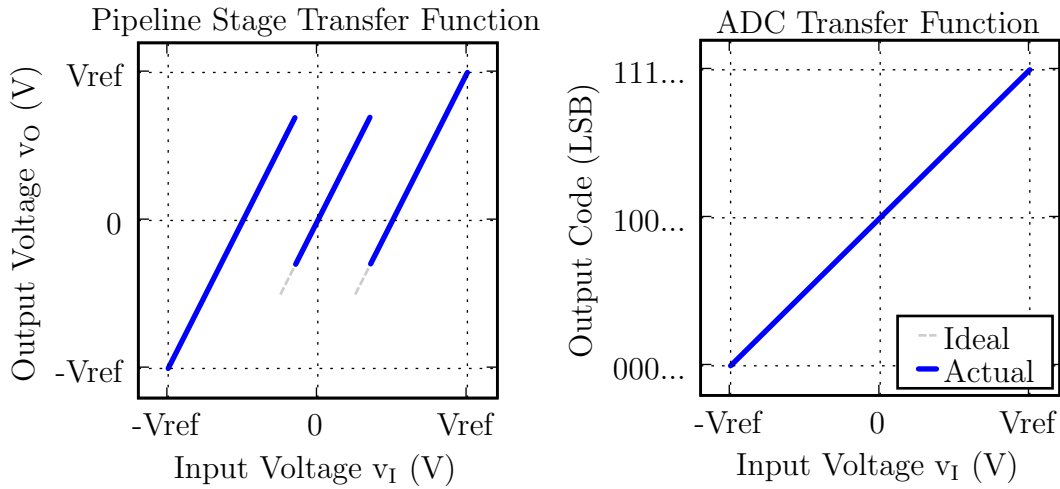 Pipeline Stage Transfer Function
Output Voltage vO (V)
Vref
0
-Vref
-Vref
0
Vref
Input Voltage vI (V)
ADC Transfer Function
Output Code (LSB)
111...
100...
000...
Ideal
Actual
-Vref
0
Vref
Input Voltage vI (V)